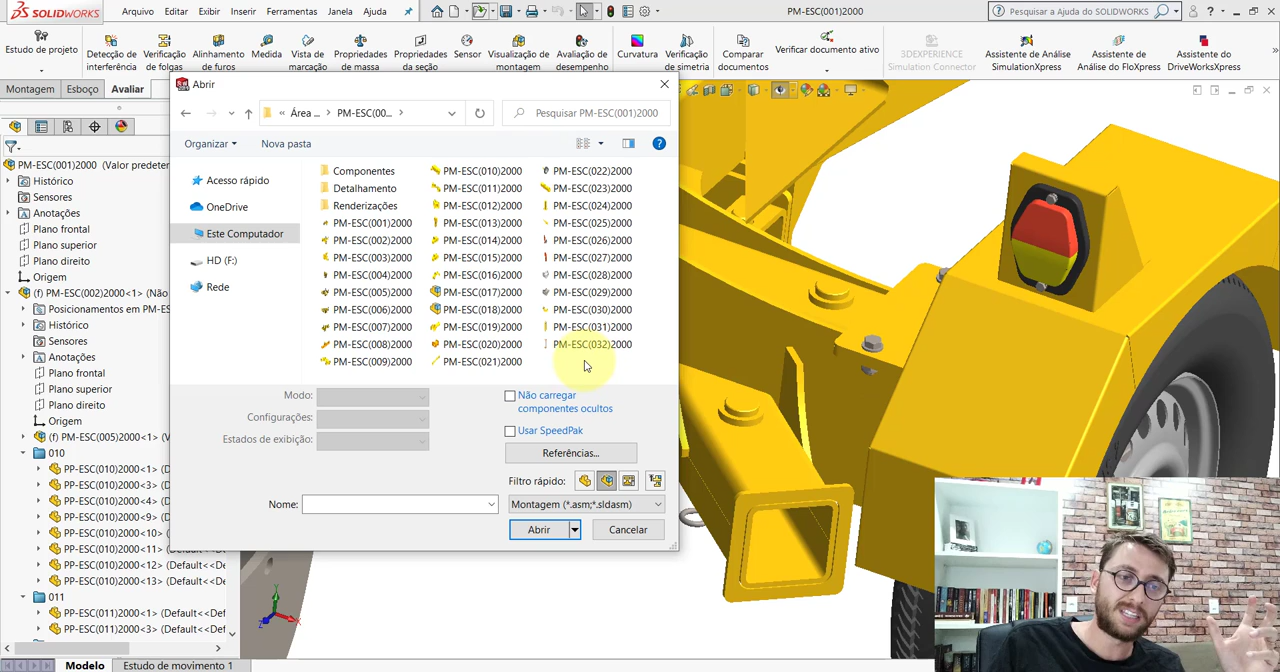 SOLIDWORKS
Arquivo
Editar
Exibir
Inserir
Ferramentas
Janela
Ajuda
PM-ESC(001)2000
Pesquisar a Ajuda do SOLIDWORKS
Estudo de projeto
Detecção de interferência
Verificação de folgas
Alinhamento de furos
Medida
Vista de marcação
Propriedades de massa
Propriedades da seção
Sensor
Visualização de montagem
Avaliação de desempenho
Curvatura
Verificação de simetria
Comparar documentos
Verificar documento ativo
3DEXPERIENCE Simulation Connector
Assistente de Análise SimulationXpress
Assistente de Análise do FloXpress
Assistente do DriveWorksXpress
Montagem
Esboço
Avaliar
PM-ESC(001)2000 (Valor predeter
Histórico
Sensores
Anotações
Plano frontal
Plano superior
Plano direito
Origem
(f) PM-ESC(002)2000<1> (Não
Posicionamentos em PM-ES
Histórico
Sensores
Anotações
Plano frontal
Plano superior
Plano direito
Origem
(f) PM-ESC(005)2000<1> (V
010
PP-ESC(010)2000<1> (D
PP-ESC(010)2000<3> (D
PP-ESC(010)2000<4> (D
PP-ESC(010)2000<9> (D
PP-ESC(010)2000<10> (
PP-ESC(010)2000<11> (
PP-ESC(010)2000<12> (
PP-ESC(010)2000<13> (
011
PP-ESC(011)2000<1> (Default<<Def
PP-ESC(011)2000<3> (Default<<Def
Modelo
Estudo de movimento 1
Abrir
« Área ... > PM-ESC(00... >
Pesquisar PM-ESC(001)2000
Organizar
Nova pasta
Acesso rápido
OneDrive
Este Computador
HD (F:)
Rede
Componentes
Detalhamento
Renderizações
PM-ESC(001)2000
PM-ESC(002)2000
PM-ESC(003)2000
PM-ESC(004)2000
PM-ESC(005)2000
PM-ESC(006)2000
PM-ESC(007)2000
PM-ESC(008)2000
PM-ESC(009)2000
PM-ESC(010)2000
PM-ESC(011)2000
PM-ESC(012)2000
PM-ESC(013)2000
PM-ESC(014)2000
PM-ESC(015)2000
PM-ESC(016)2000
PM-ESC(017)2000
PM-ESC(018)2000
PM-ESC(019)2000
PM-ESC(020)2000
PM-ESC(021)2000
PM-ESC(022)2000
PM-ESC(023)2000
PM-ESC(024)2000
PM-ESC(025)2000
PM-ESC(026)2000
PM-ESC(027)2000
PM-ESC(028)2000
PM-ESC(029)2000
PM-ESC(030)2000
PM-ESC(031)2000
PM-ESC(032)2000
Modo:
Configurações:
Estados de exibição:
Não carregar
componentes ocultos
Usar SpeedPak
Referências...
Filtro rápido:
Nome:
Montagem (*.asm;*.sldasm)
Abrir
Cancelar